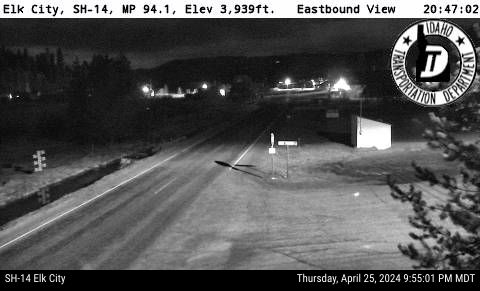 Elk City, SH-14, MP 94.1, Elev 3,939ft. Eastbound View 20:47:02
IDAHO
TRANSPORTATION DEPARTMENT
SH-14 Elk City Thursday, April 25, 2024 9:55:01 PM MDT